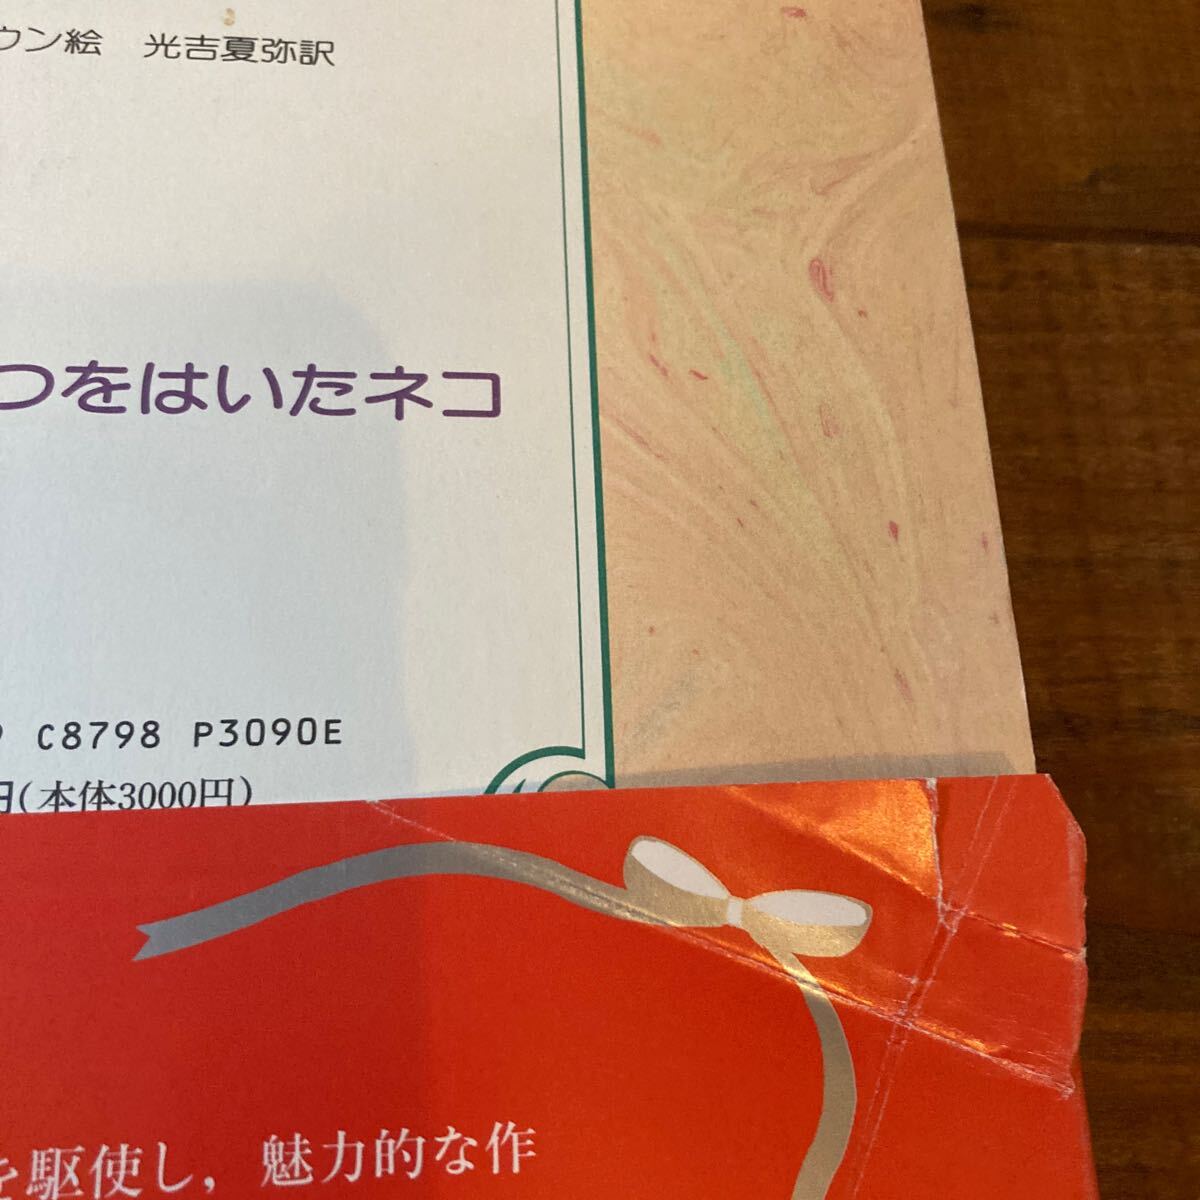 ウン絵　光吉夏弥訳
つをはいたネコ
9 C8798 P3090E
円(本体3000円)
を駆使し，魅力的な作